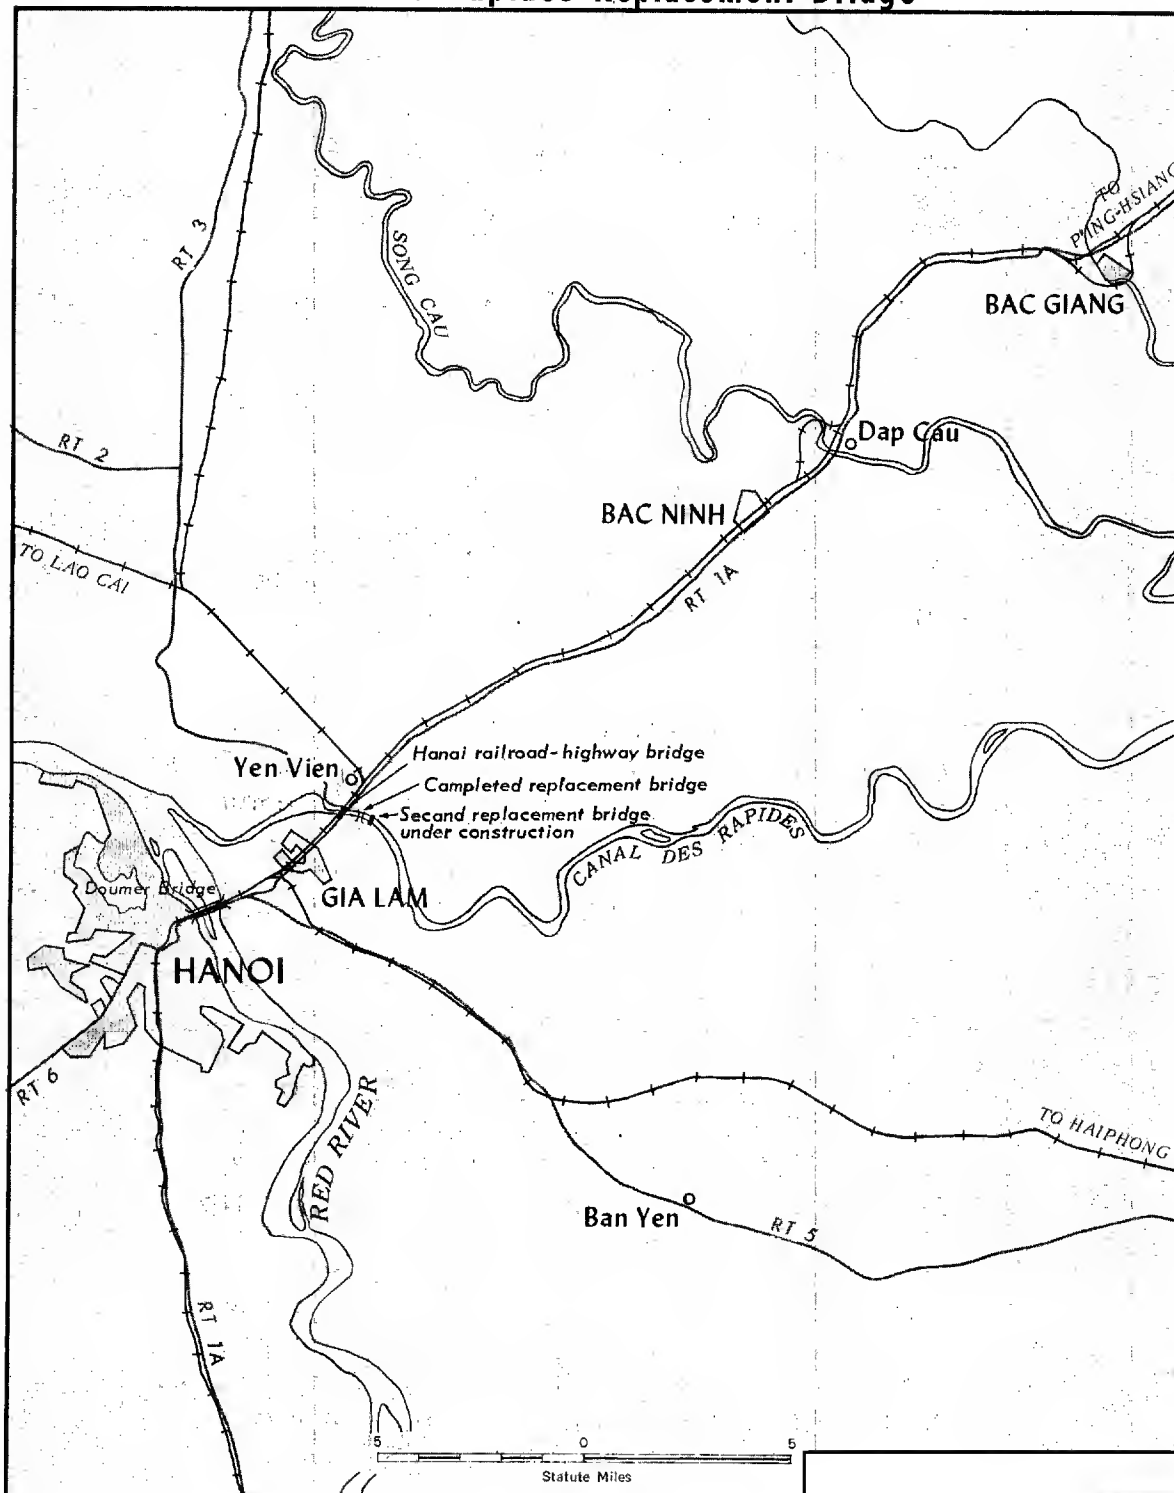 Replacement Bridge
RT 3
SONG CAU
TO
P'ING-HSIANG
BAC GIANG
RT 2
Dap Cau
BAC NINH
TO LAO CAI
RT 1A
Yen Vien
Hanai railroad-highway bridge
Campleted replacement bridge
Secand replacement bridge
under construction
CANAL DES RAPIDES
Doumer Bridge
GIA LAM
HANOI
RT 6
RED RIVER
TO HAIPHONG
Ban Yen
RT 5
RT 1A
5 0 5
Statute Miles